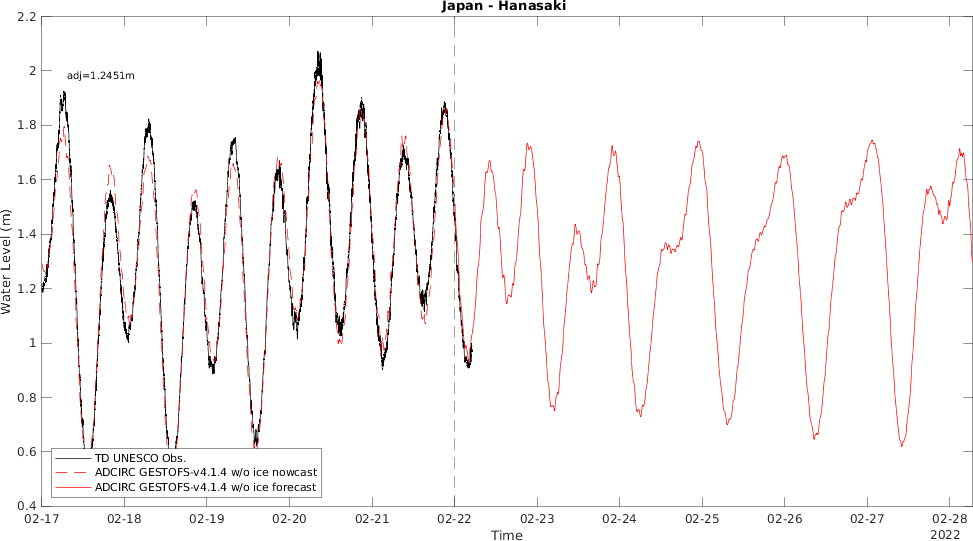 Japan - Hanasaki
adj=1.2451m
Water Level (m)
2.2
2
1.8
1.6
1.4
1.2
1
0.8
0.6
0.4
TD UNESCO Obs.
ADCIRC GESTOFS-v4.1.4 w/o ice nowcast
ADCIRC GESTOFS-v4.1.4 w/o ice forecast
02-17 02-18 02-19 02-20 02-21 02-22 02-23 02-24 02-25 02-26 02-27 02-28
2022
Time